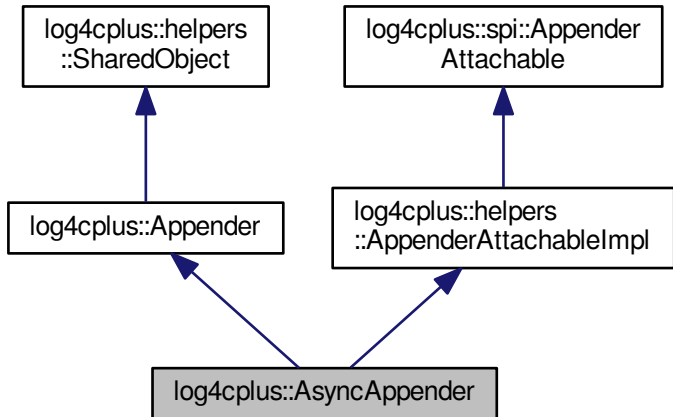 log4cplus::helpers
::SharedObject
log4cplus::spi::Appender
Attachable
log4cplus::Appender
log4cplus::helpers
::AppenderAttachableImpl
log4cplus::AsyncAppender